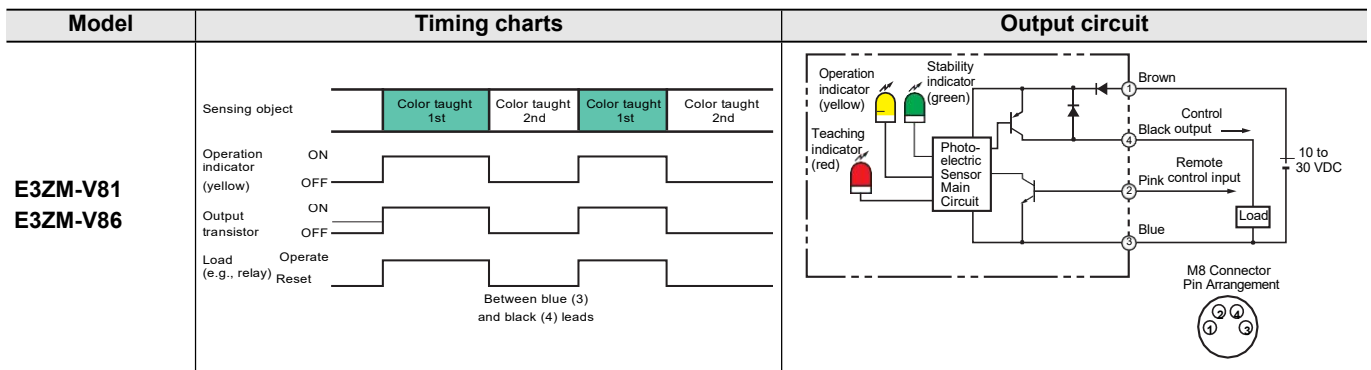 Model
Timing charts
Output circuit
E3ZM-V81
E3ZM-V86
Sensing object
Color taught
1st
Color taught
2nd
Color taught
1st
Color taught
2nd
Operation
indicator
(yellow)
ON
OFF
Output
transistor
ON
OFF
Load
(e.g., relay)
Operate
Reset
Between blue (3)
and black (4) leads
Operation
indicator
(yellow)
Stability
indicator
(green)
Teaching
indicator
(red)
Photo-
electric
Sensor
Main
Circuit
1
Brown
4
Black
Control
output
2
Pink
Remote
control input
3
Blue
Load
10 to
30 VDC
M8 Connector
Pin Arrangement
2 4
1 3